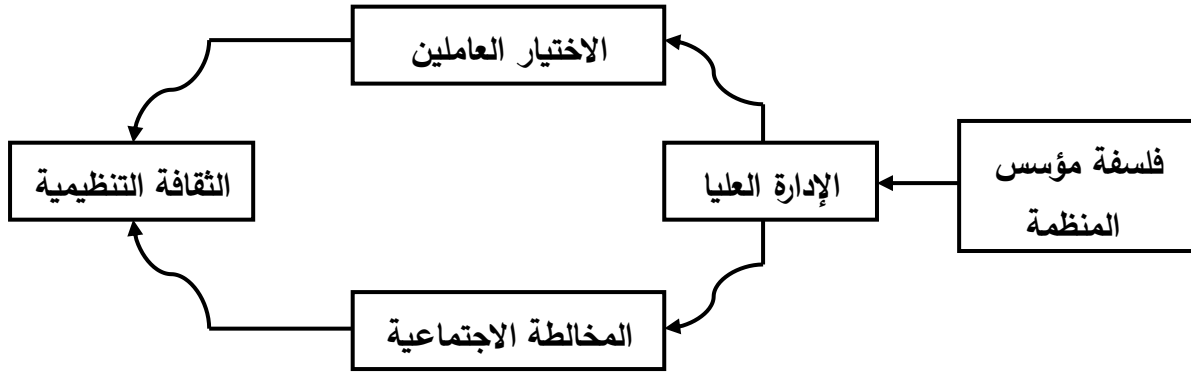 الاختيار العاملين
فلسفة مؤسس
المنظمة
الإدارة العليا
الثقافة التنظيمية
المخالطة الاجتماعية